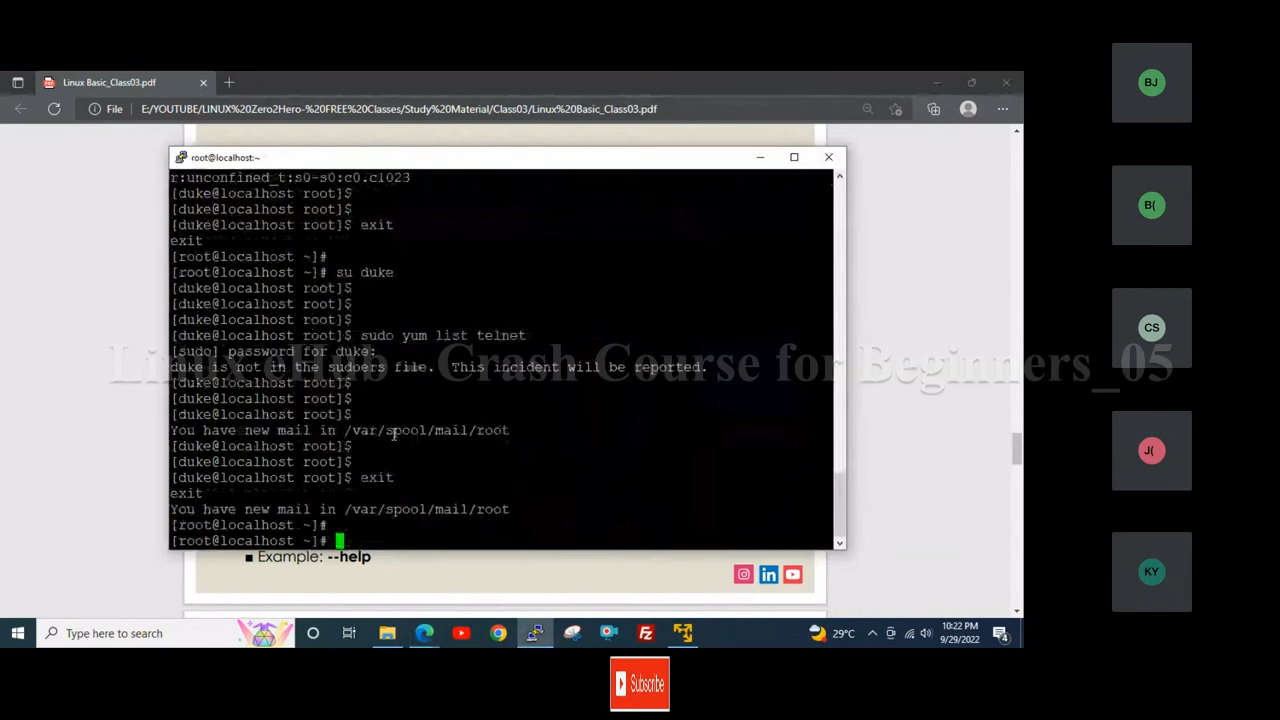 Linux Basic_Class03.pdf
File
E:/YOUTUBE/LINUX%20Zero2Hero-%20FREE%20Classes/Study%20Material/Class03/Linux%20Basic_Class03.pdf
root@localhost:~
r:unconfined_t:s0-s0:c0.c1023
[duke@localhost root]$
[duke@localhost root]$
[duke@localhost root]$ exit
exit
[root@localhost ~]#
[root@localhost ~]# su duke
[duke@localhost root]$
[duke@localhost root]$
[duke@localhost root]$
[duke@localhost root]$ sudo yum list telnet
[sudo] password for duke:
duke is not in the sudoers file.  This incident will be reported.
[duke@localhost root]$
[duke@localhost root]$
[duke@localhost root]$
You have new mail in /var/spool/mail/root
[duke@localhost root]$
[duke@localhost root]$
[duke@localhost root]$ exit
exit
You have new mail in /var/spool/mail/root
[root@localhost ~]#
[root@localhost ~]#
Linux eHub - Crash Course for Beginners_05
■ Example: --help
BJ
B(
CS
J(
KY
Type here to search
29°C
10:22 PM
9/29/2022
4
Subscribe